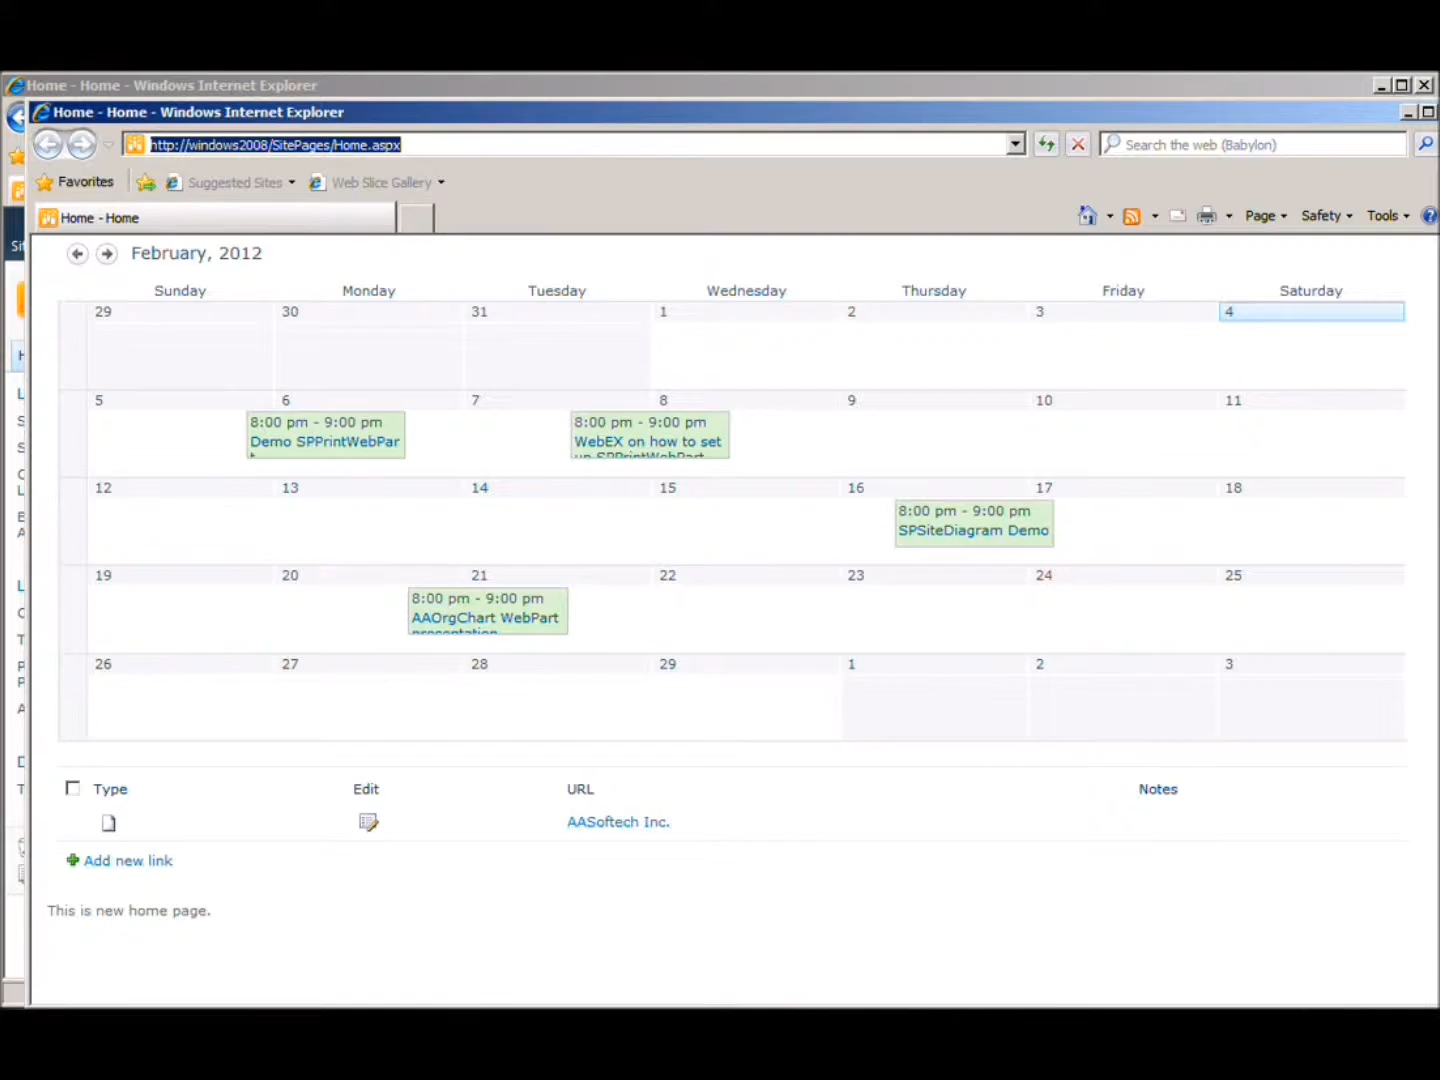 Home - Home - Windows Internet Explorer
Home - Home - Windows Internet Explorer
http://windows2008/SitePages/Home.aspx
Search the web (Babylon)
Favorites Suggested Sites Web Slice Gallery
Home - Home
Page Safety Tools
February, 2012
Sunday Monday Tuesday Wednesday Thursday Friday Saturday
29 30 31 1 2 3 4
5 6 7 8 9 10 11
8:00 pm - 9:00 pm 8:00 pm - 9:00 pm
Demo SPPrintWebPar WebEX on how to set
t up SPPrintWebPart
12 13 14 15 16 17 18
8:00 pm - 9:00 pm
SPSiteDiagram Demo
19 20 21 22 23 24 25
8:00 pm - 9:00 pm
AAOrgChart WebPart
presentation
26 27 28 29 1 2 3
Type Edit URL Notes
AASoftech Inc.
Add new link
This is new home page.